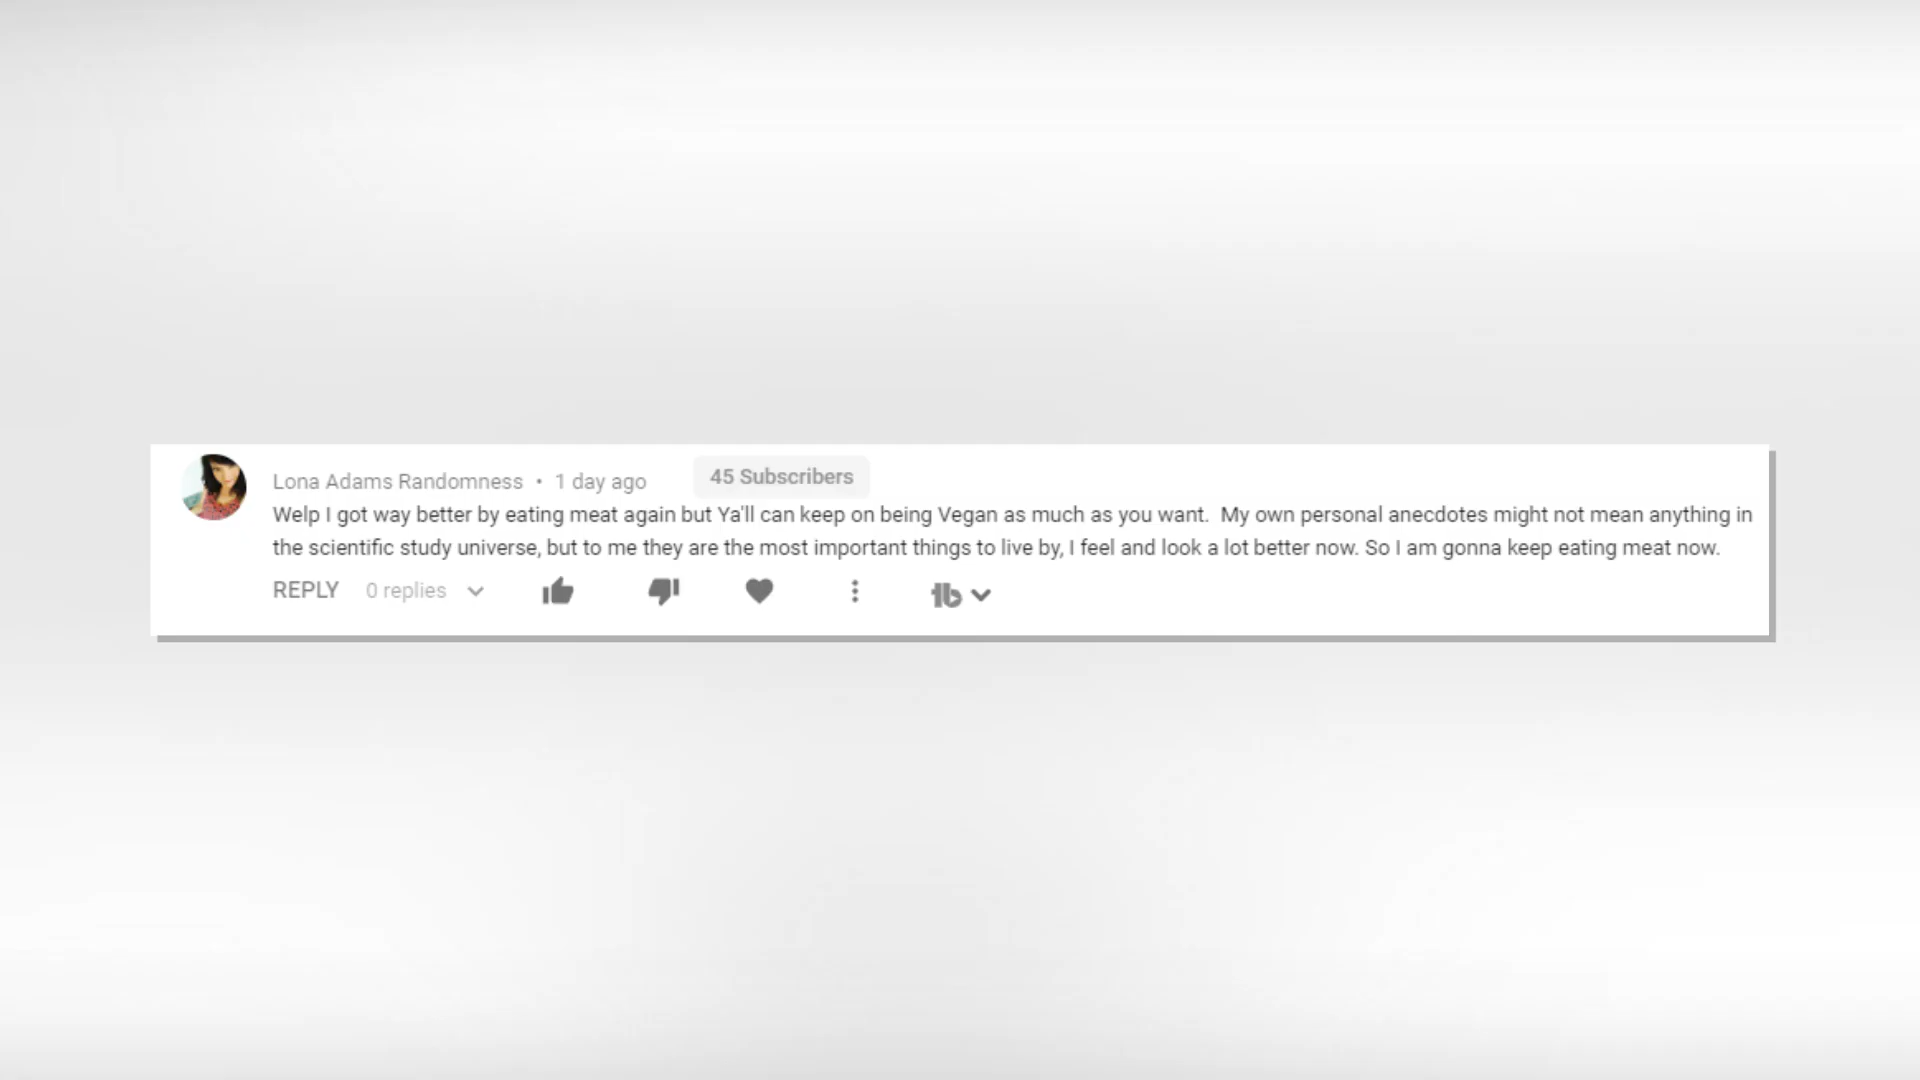 Lona Adams Randomness • 1 day ago 45 Subscribers
Welp I got way better by eating meat again but Ya'll can keep on being Vegan as much as you want.  My own personal anecdotes might not mean anything in
the scientific study universe, but to me they are the most important things to live by, I feel and look a lot better now. So I am gonna keep eating meat now.
REPLY 0 replies